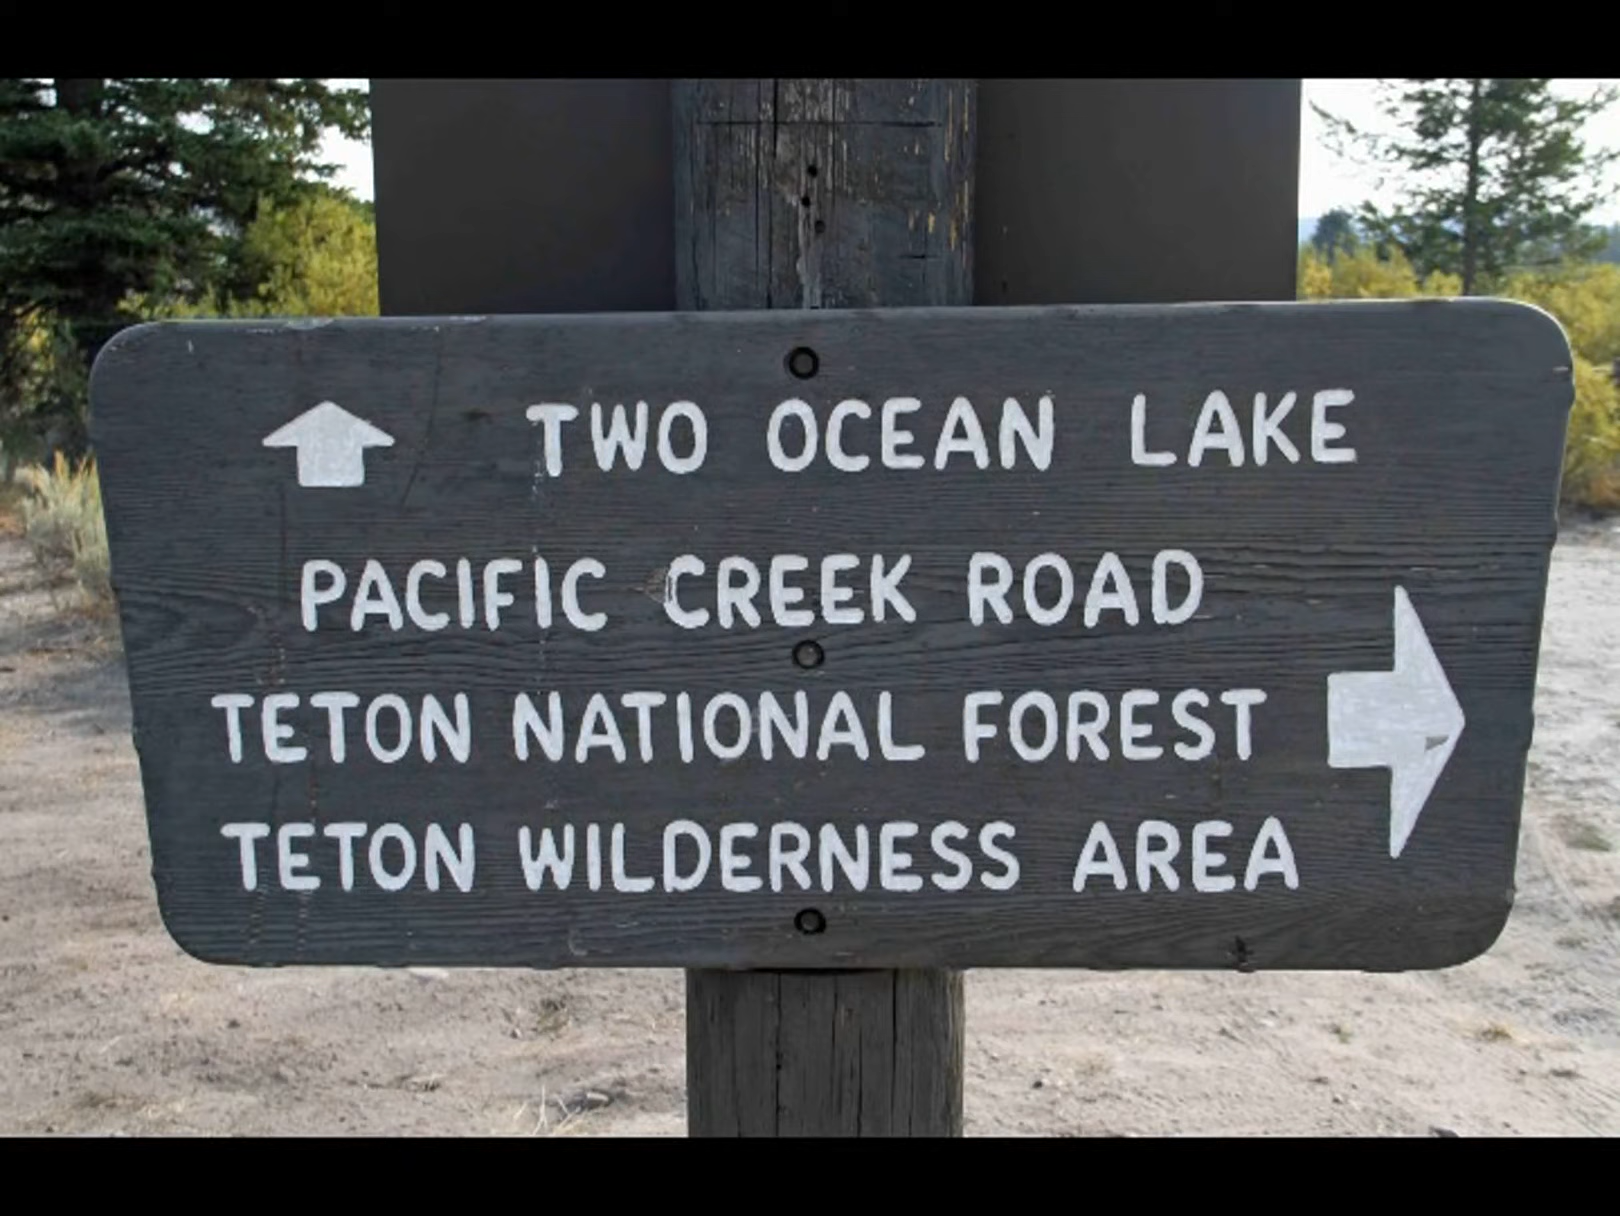 TWO OCEAN LAKE
PACIFIC CREEK ROAD
TETON NATIONAL FOREST
TETON WILDERNESS AREA